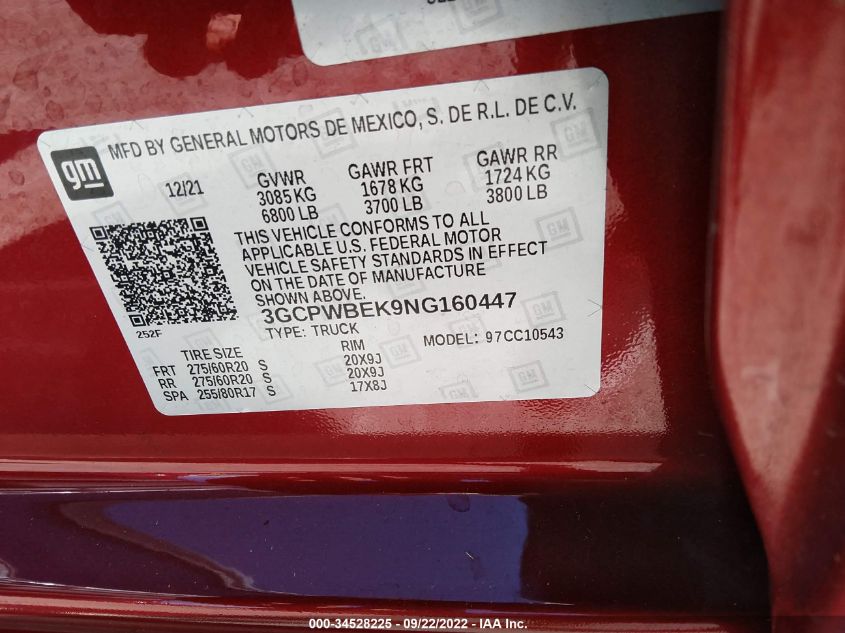 MFD BY GENERAL MOTORS DE MEXICO, S. DE R.L. DE C.V.
gm
12/21
GVWR GAWR FRT GAWR RR
3085 KG 1678 KG 1724 KG
6800 LB 3700 LB 3800 LB
THIS VEHICLE CONFORMS TO ALL
APPLICABLE U.S. FEDERAL MOTOR
VEHICLE SAFETY STANDARDS IN EFFECT
ON THE DATE OF MANUFACTURE
SHOWN ABOVE.
3GCPWBEK9NG160447
252F
TYPE: TRUCK MODEL: 97CC10543
TIRE SIZE RIM
FRT 275/60R20 S 20X9J
RR 275/60R20 S 20X9J
SPA 255/80R17 S 17X8J
000-34528225 - 09/22/2022 - IAA Inc.